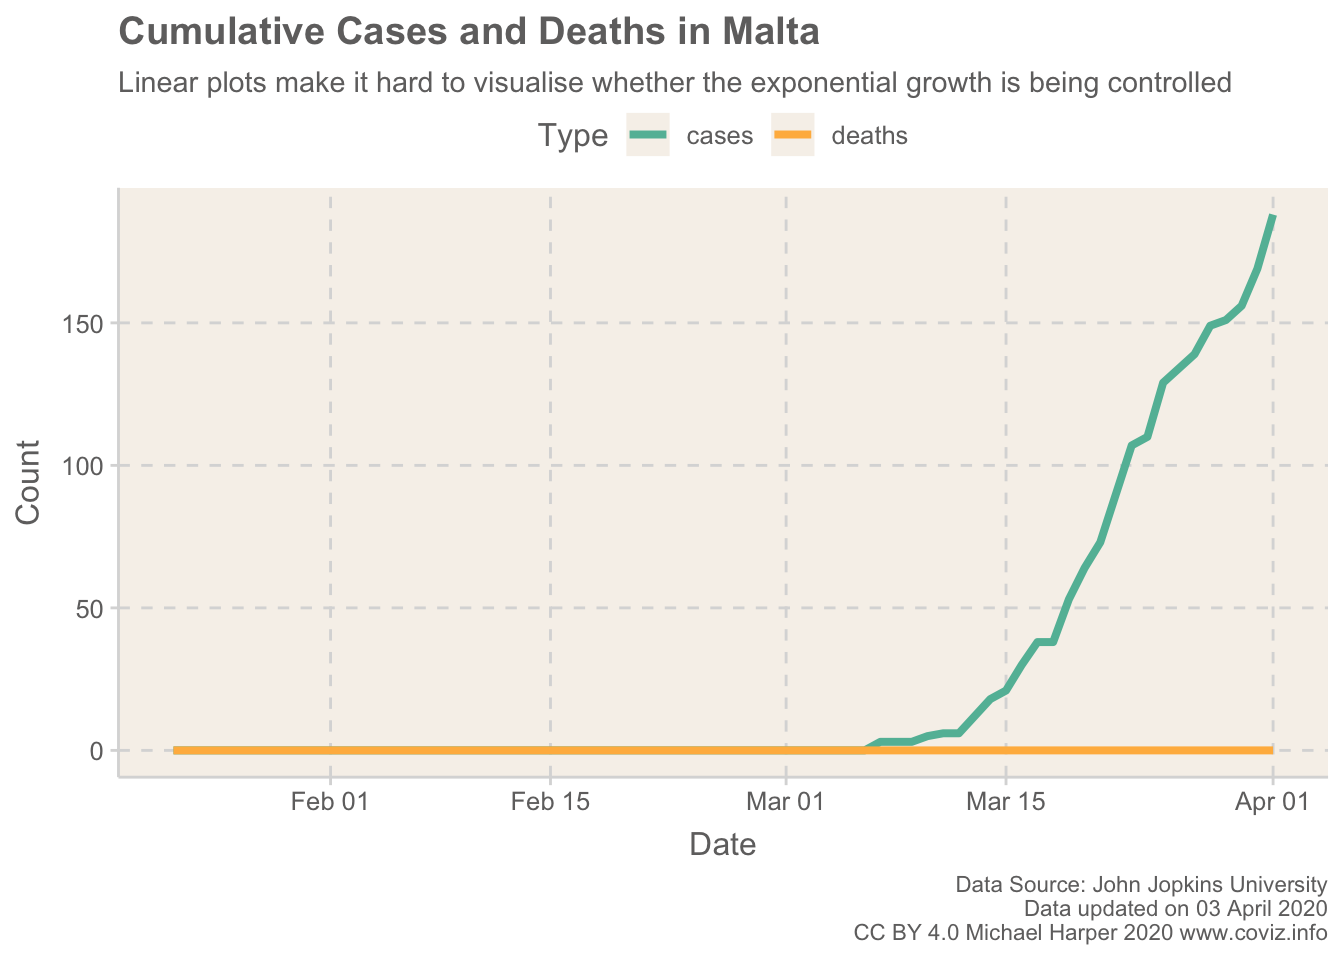 Cumulative Cases and Deaths in Malta
Linear plots make it hard to visualise whether the exponential growth is being controlled
Type cases deaths
Count
150
100
50
0
Feb 01 Feb 15 Mar 01 Mar 15 Apr 01
Date
Data Source: John Jopkins University
Data updated on 03 April 2020
CC BY 4.0 Michael Harper 2020 www.coviz.info